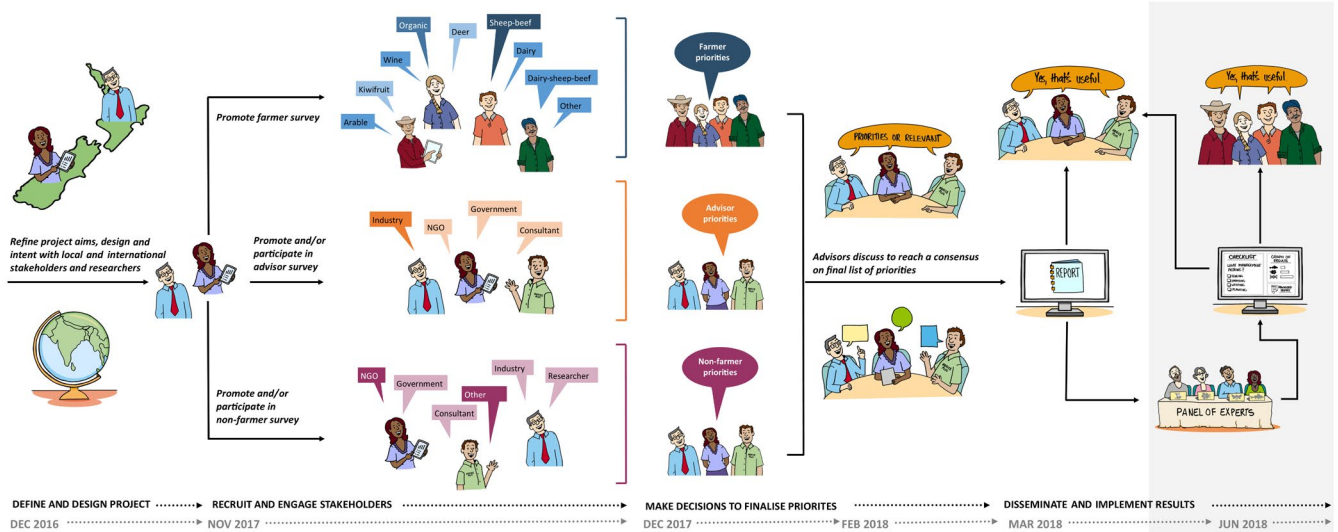 Refine project aims, design and
intent with local and international
stakeholders and researchers
Promote farmer survey
Promote and/or
participate in
advisor survey
Promote and/or
participate in
non-farmer survey
Organic
Deer
Sheep-beef
Wine
Dairy
Kiwifruit
Dairy-sheep-beef
Arable
Other
Industry
NGO
Government
Consultant
NGO
Government
Consultant
Other
Industry
Researcher
Farmer
priorities
Advisor
priorities
Non-farmer
priorities
PRIORITIES OR RELEVANT
Advisors discuss to reach a consensus
on final list of priorities
Yes, that's useful
REPORT
Yes, that's useful
CHECKLIST
PANEL OF EXPERTS
DEFINE AND DESIGN PROJECT
RECRUIT AND ENGAGE STAKEHOLDERS
MAKE DECISIONS TO FINALISE PRIORITES
DISSEMINATE AND IMPLEMENT RESULTS
DEC 2016
NOV 2017
DEC 2017
FEB 2018
MAR 2018
JUN 2018